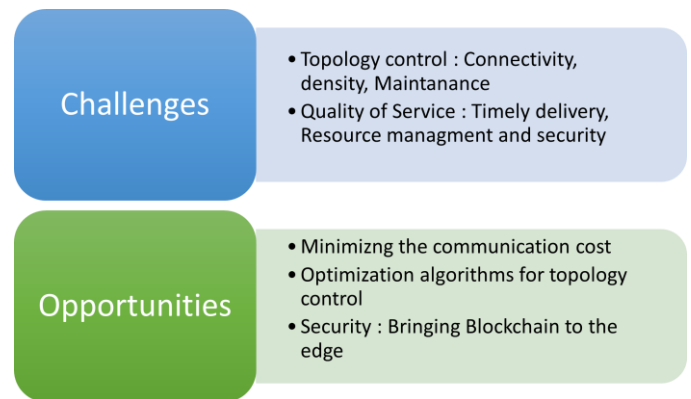 Challenges
• Topology control : Connectivity,
density, Maintanance
• Quality of Service : Timely delivery,
Resource managment and security
Opportunities
• Minimizng the communication cost
• Optimization algorithms for topology
control
• Security : Bringing Blockchain to the
edge